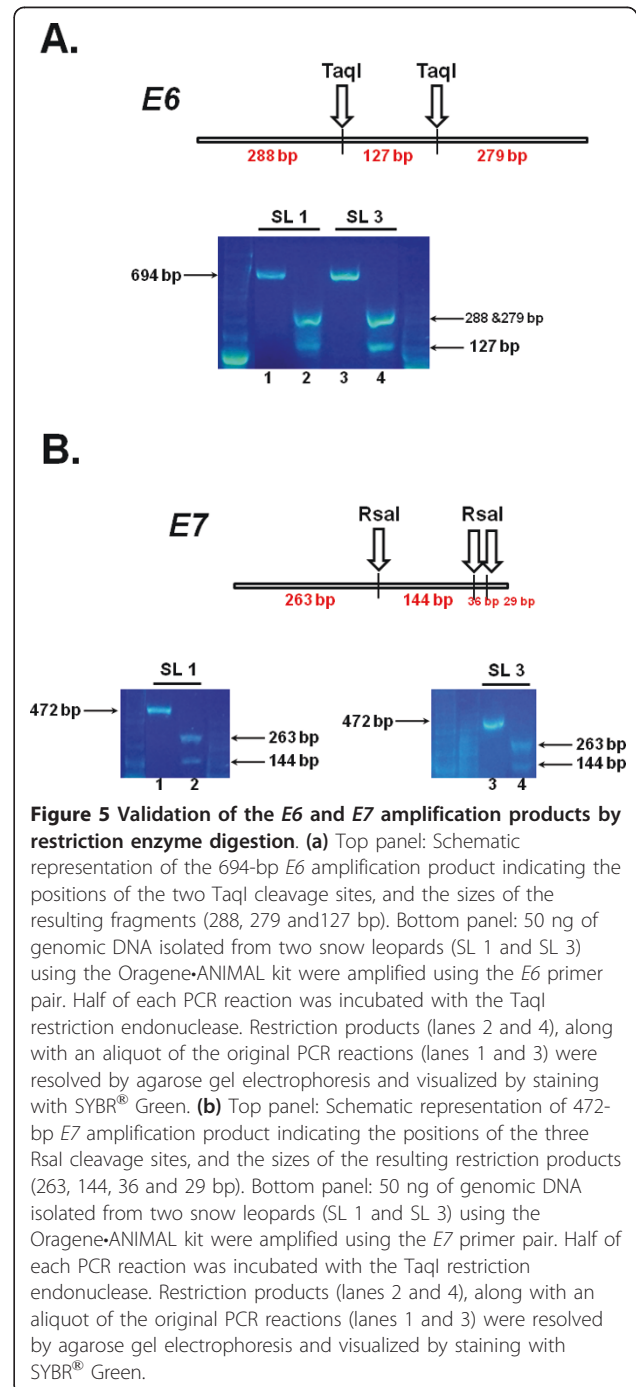 A.
TaqI TaqI
E6
288 bp 127 bp 279 bp
SL 1 SL 3
694 bp
288 &279 bp
127 bp
1 2 3 4
B.
RsaI RsaI
E7
263 bp 144 bp 36 bp 29 bp
SL 1 SL 3
472 bp 263 bp 472 bp 263 bp
144 bp 144 bp
1 2 3 4
Figure 5 Validation of the E6 and E7 amplification products by
restriction enzyme digestion. (a) Top panel: Schematic
representation of the 694-bp E6 amplification product indicating the
positions of the two TaqI cleavage sites, and the sizes of the
resulting fragments (288, 279 and127 bp). Bottom panel: 50 ng of
genomic DNA isolated from two snow leopards (SL 1 and SL 3)
using the Oragene•ANIMAL kit were amplified using the E6 primer
pair. Half of each PCR reaction was incubated with the TaqI
restriction endonuclease. Restriction products (lanes 2 and 4), along
with an aliquot of the original PCR reactions (lanes 1 and 3) were
resolved by agarose gel electrophoresis and visualized by staining
with SYBR® Green. (b) Top panel: Schematic representation of 472-
bp E7 amplification product indicating the positions of the three
RsaI cleavage sites, and the sizes of the resulting restriction products
(263, 144, 36 and 29 bp). Bottom panel: 50 ng of genomic DNA
isolated from two snow leopards (SL 1 and SL 3) using the
Oragene•ANIMAL kit were amplified using the E7 primer pair. Half of
each PCR reaction was incubated with the TaqI restriction
endonuclease. Restriction products (lanes 2 and 4), along with an
aliquot of the original PCR reactions (lanes 1 and 3) were resolved
by agarose gel electrophoresis and visualized by staining with
SYBR® Green.